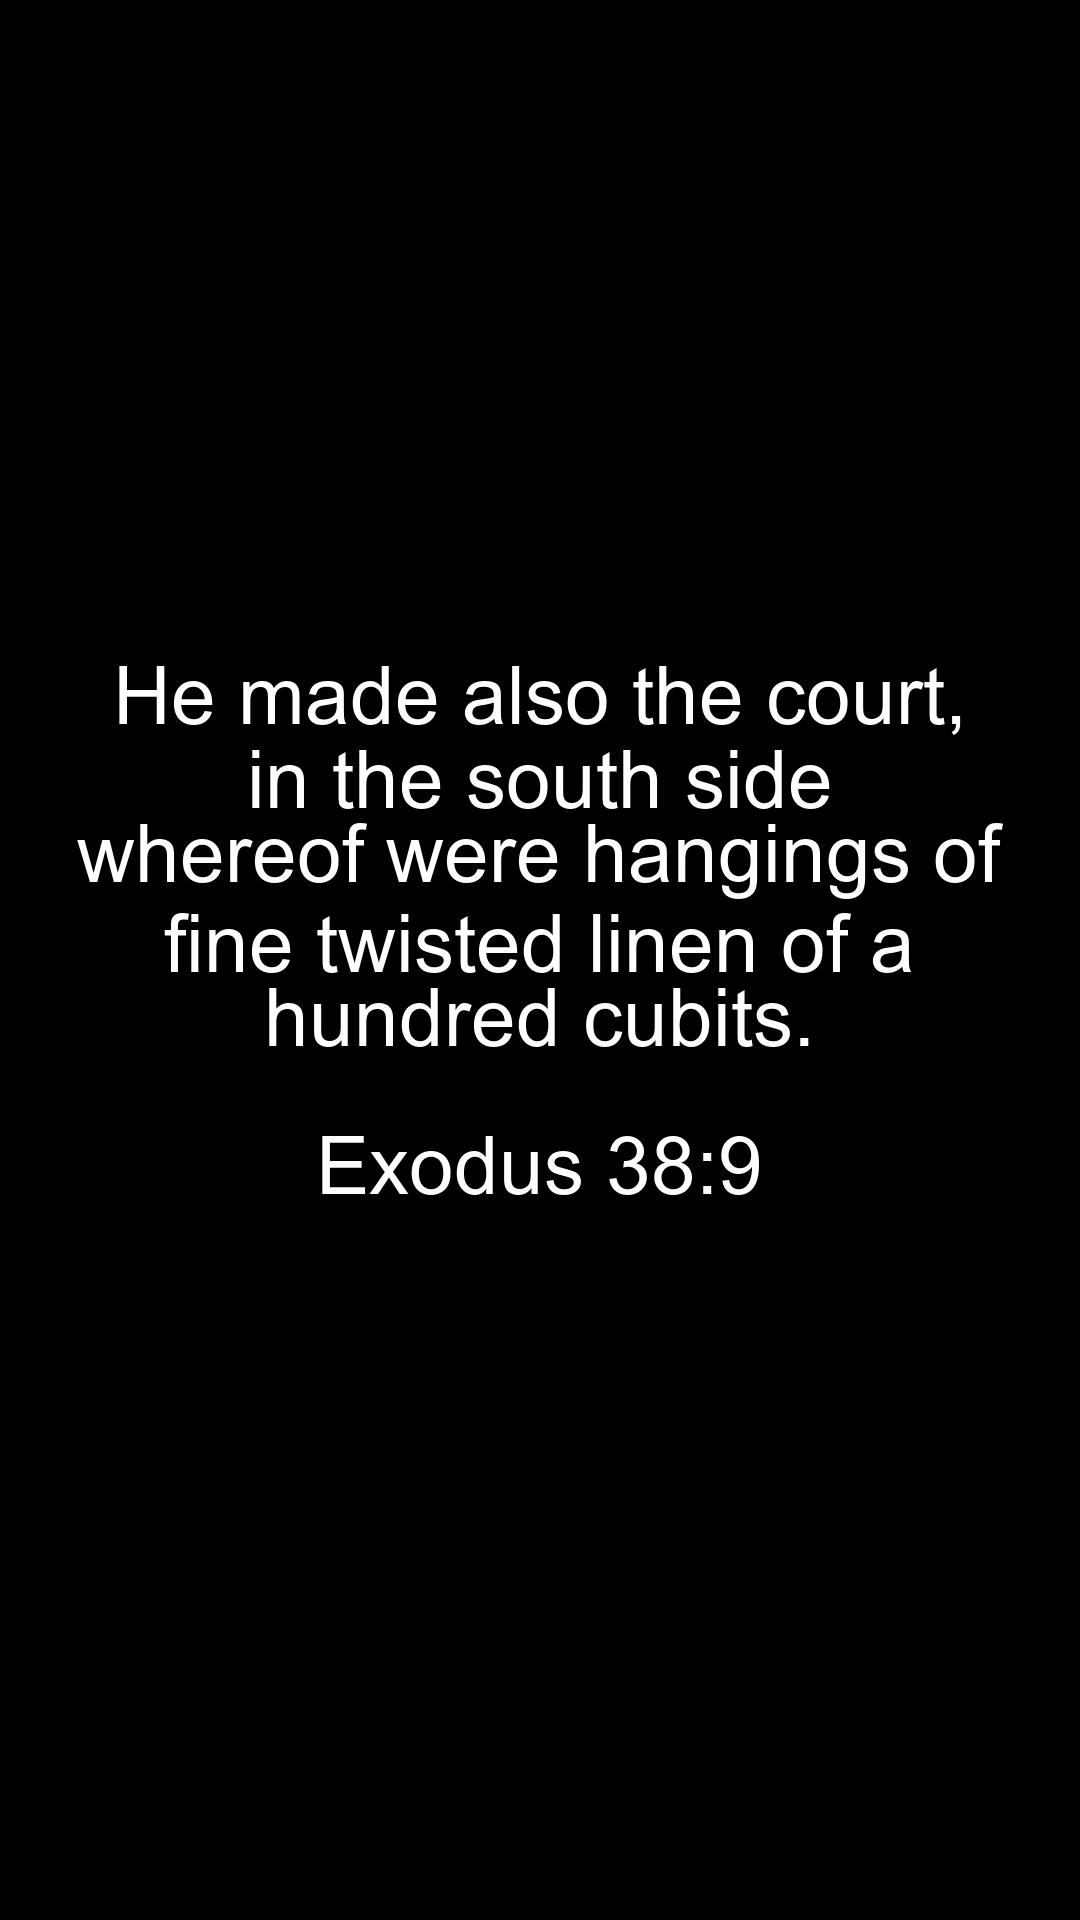 He made also the court,
in the south side
whereof were hangings of
fine twisted linen of a
hundred cubits.
Exodus 38:9